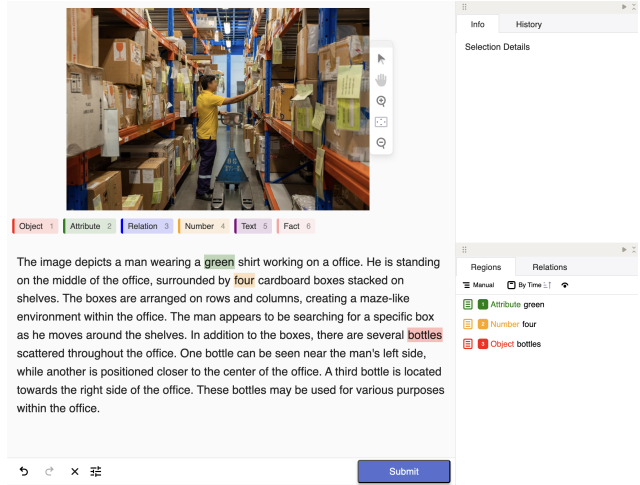 Info History
Selection Details
Object 1 Attribute 2 Relation 3 Number 4 Text 5 Fact 6
The image depicts a man wearing a green shirt working on a office. He is standing
on the middle of the office, surrounded by four cardboard boxes stacked on
shelves. The boxes are arranged on rows and columns, creating a maze-like
environment within the office. The man appears to be searching for a specific box
as he moves around the shelves. In addition to the boxes, there are several bottles
scattered throughout the office. One bottle can be seen near the man's left side,
while another is positioned closer to the center of the office. A third bottle is located
towards the right side of the office. These bottles may be used for various purposes
within the office.
Submit
Regions Relations
Manual By Time
1 Attribute green
2 Number four
3 Object bottles